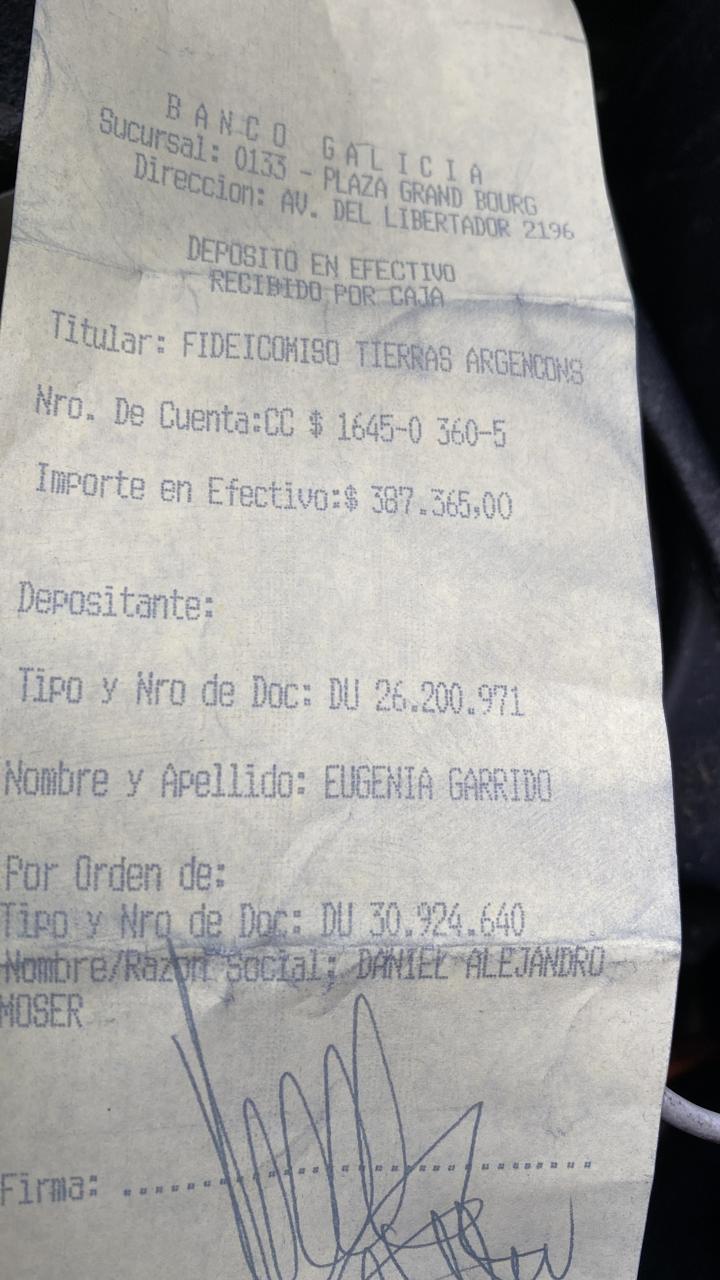 BANCO GALICIA
Sucursal: 0133 - PLAZA GRAND BOURG
Direccion: AV. DEL LIBERTADOR 2196
DEPOSITO EN EFECTIVO
RECIBIDO POR CAJA
Titular: FIDEICOMISO TIERRAS ARGENCONS
Nro. De Cuenta:CC $ 1645-0 360-5
Importe en Efectivo:$ 387.365,00
Depositante:
Tipo y Nro de Doc: DU 26.200.971
Nombre y Apellido: EUGENIA GARRIDO
Por Orden de:
Tipo y Nro de Doc: DU 30.924.640
Nombre/Razon Social: DANIEL ALEJANDRO
MOSER
Firma: ........................................